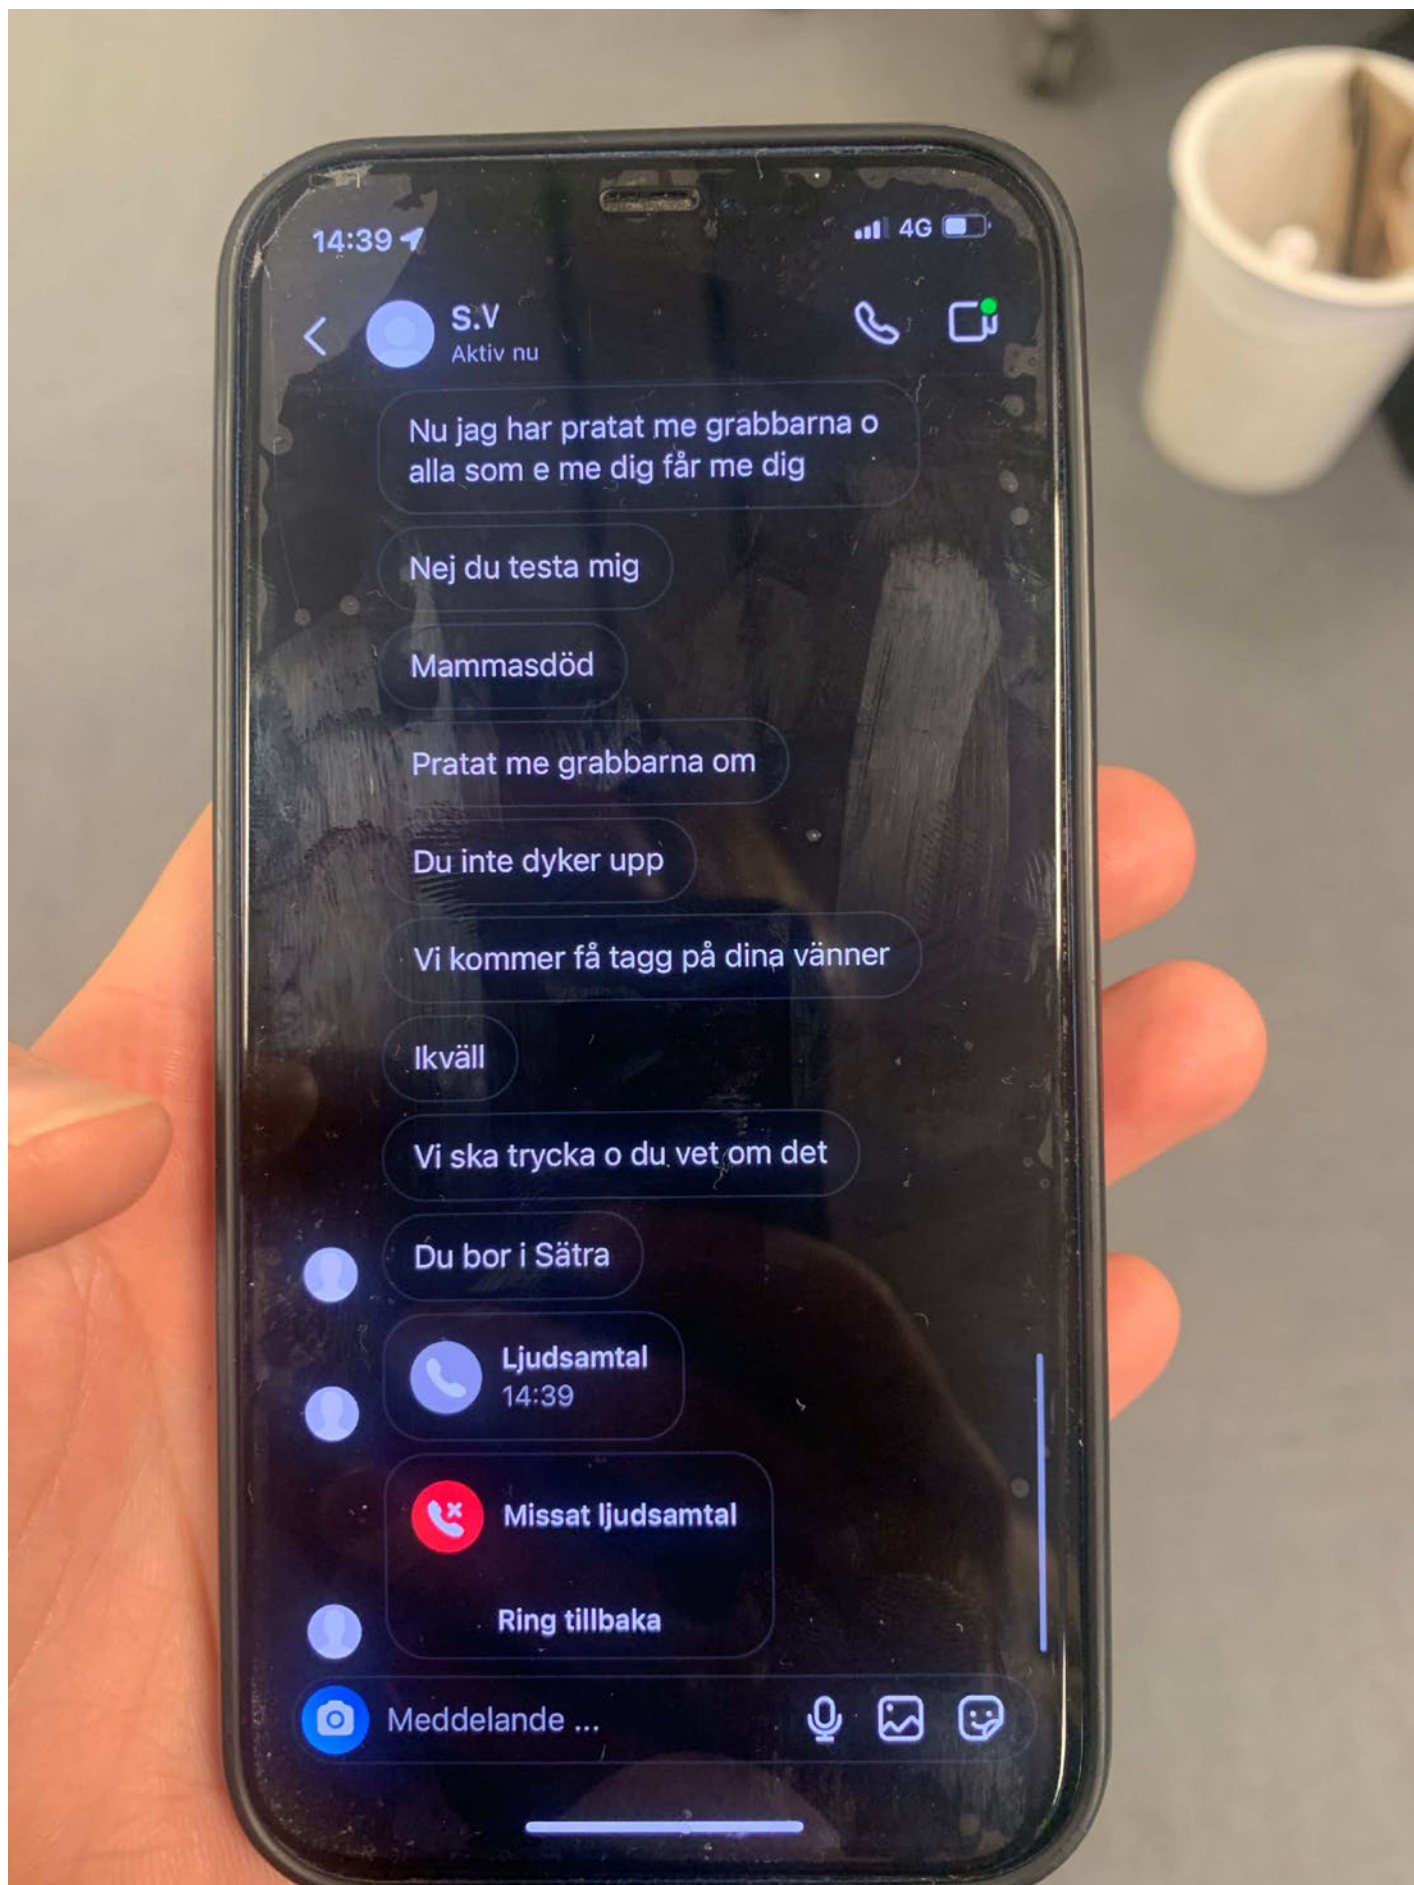 14:39
4G
S.V
Aktiv nu
Nu jag har pratat me grabbarna o
alla som e me dig får me dig
Nej du testa mig
Mammasdöd
Pratat me grabbarna om
Du inte dyker upp
Vi kommer få tagg på dina vänner
Ikväll
Vi ska trycka o du vet om det
Du bor i Sätra
Ljudsamtal
14:39
Missat ljudsamtal
Ring tillbaka
Meddelande ...